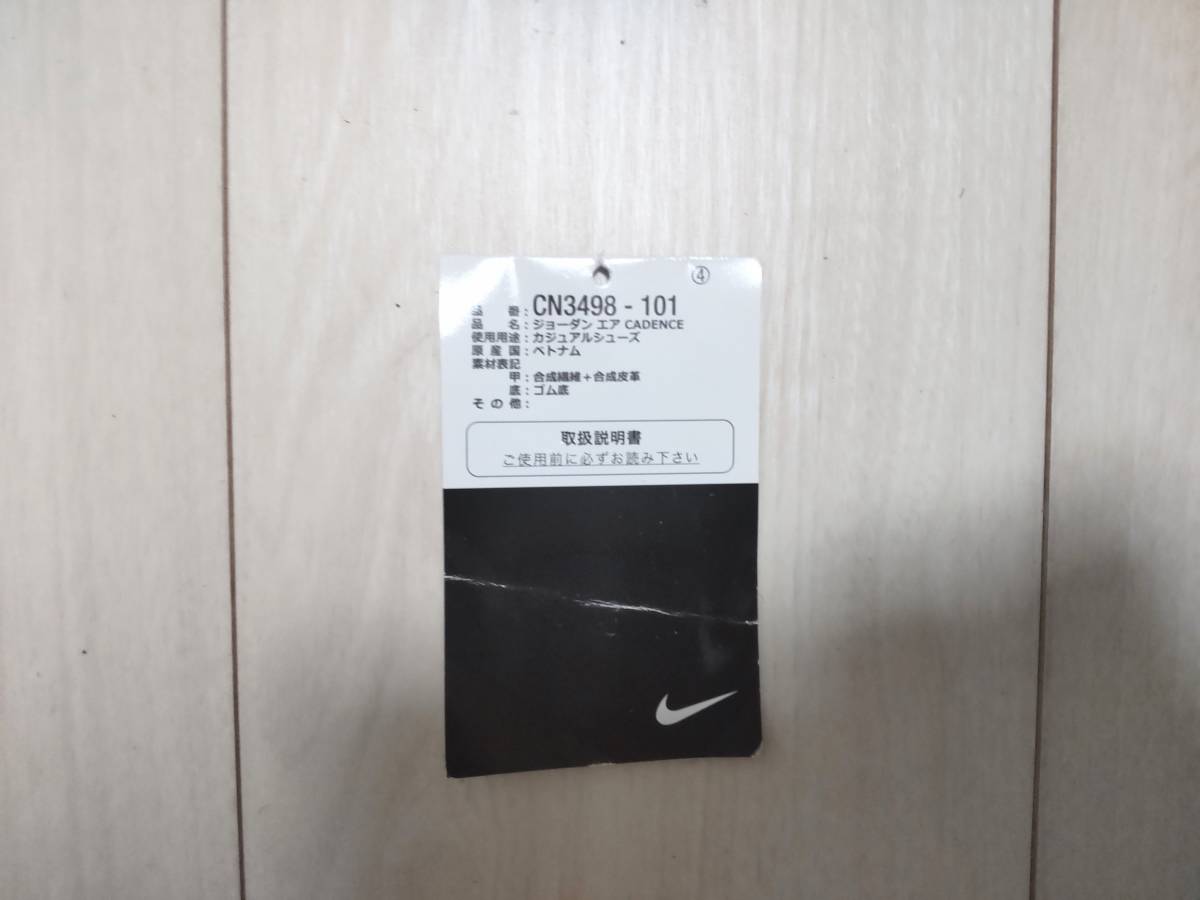 ④
品 番 : CN3498 - 101
品 名 : ジョーダン エア CADENCE
使用用途 : カジュアルシューズ
原 産 国 : ベトナム
素材表記
甲 : 合成繊維+合成皮革
底 : ゴム底
そ の 他 :
取扱説明書
ご使用前に必ずお読み下さい